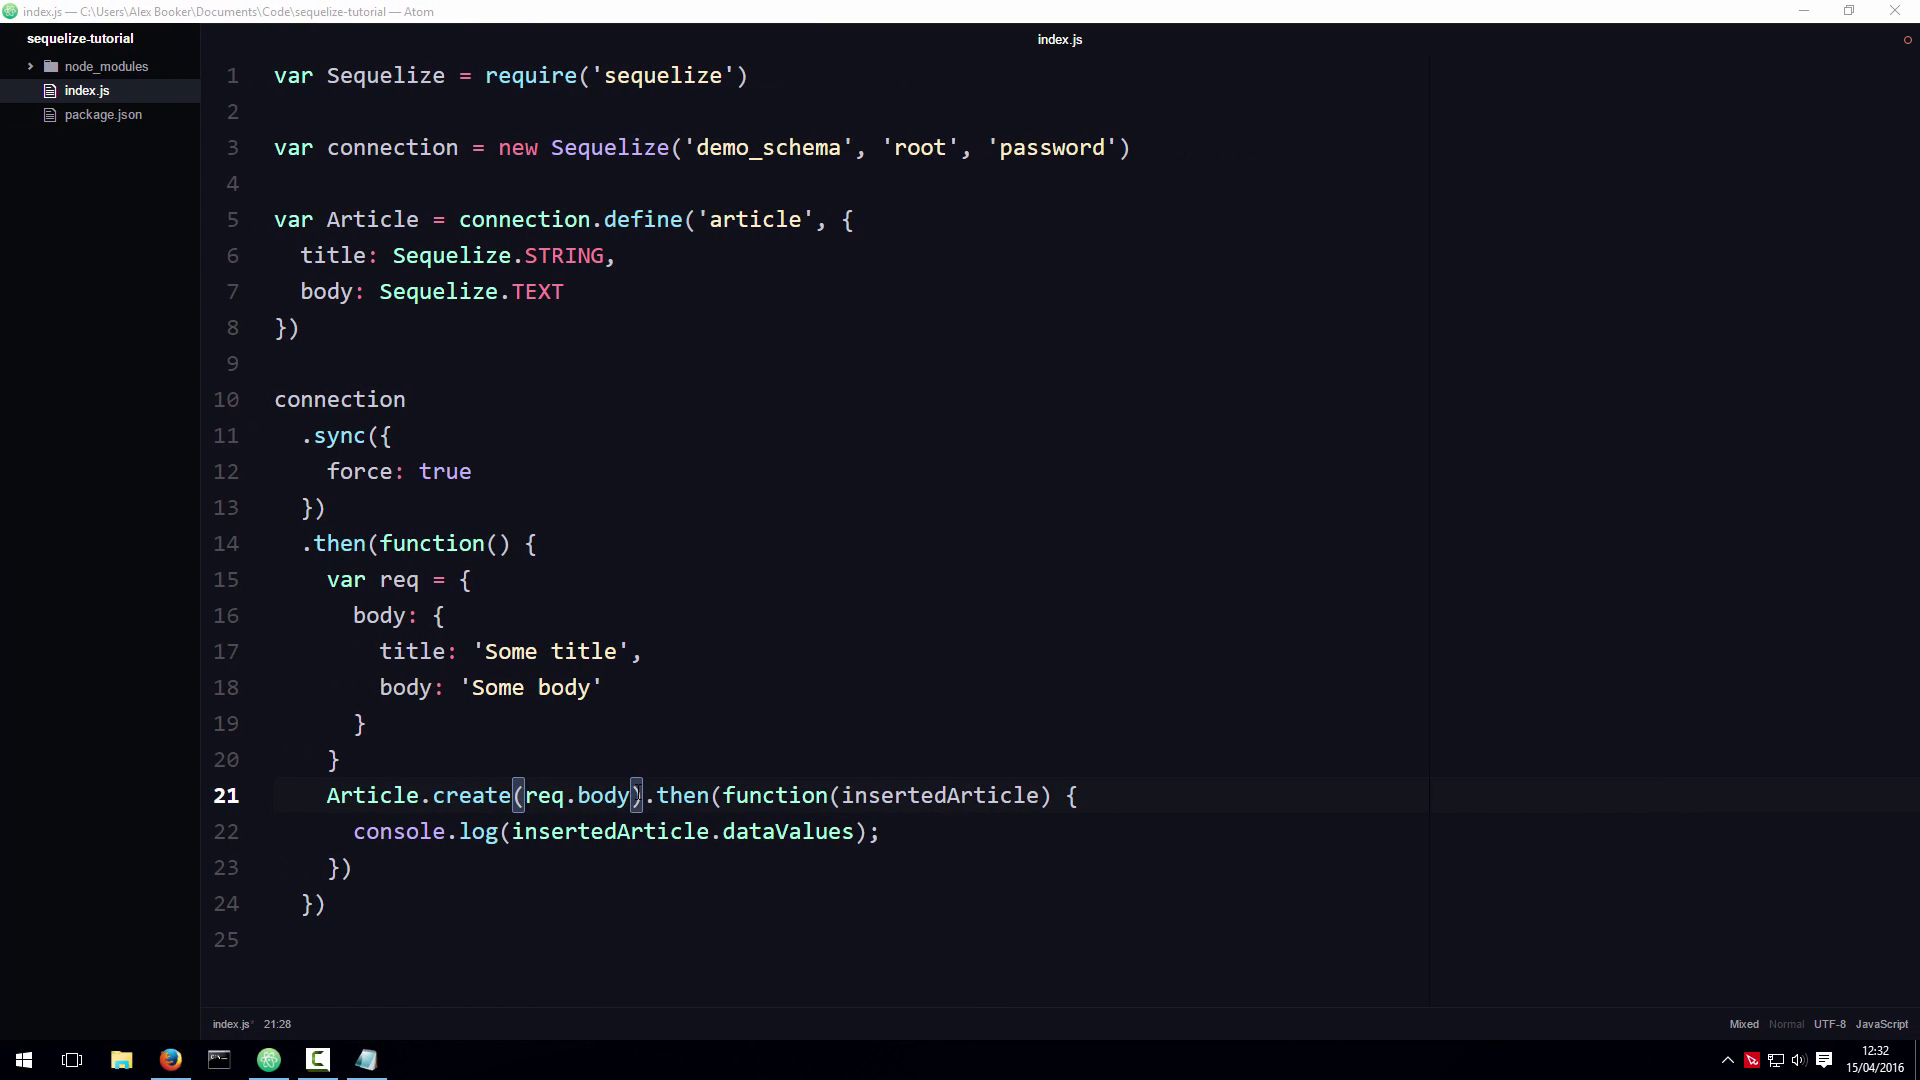 index.js — C:\Users\Alex Booker\Documents\Code\sequelize-tutorial — Atom
sequelize-tutorial
node_modules
index.js
package.json
index.js
1 var Sequelize = require('sequelize')
2
3 var connection = new Sequelize('demo_schema', 'root', 'password')
4
5 var Article = connection.define('article', {
6   title: Sequelize.STRING,
7   body: Sequelize.TEXT
8 })
9
10 connection
11   .sync({
12     force: true
13   })
14   .then(function() {
15     var req = {
16       body: {
17         title: 'Some title',
18         body: 'Some body'
19       }
20     }
21     Article.create(req.body).then(function(insertedArticle) {
22       console.log(insertedArticle.dataValues);
23     })
24   })
25
index.js* 21:28
Mixed Normal UTF-8 JavaScript
12:32
15/04/2016